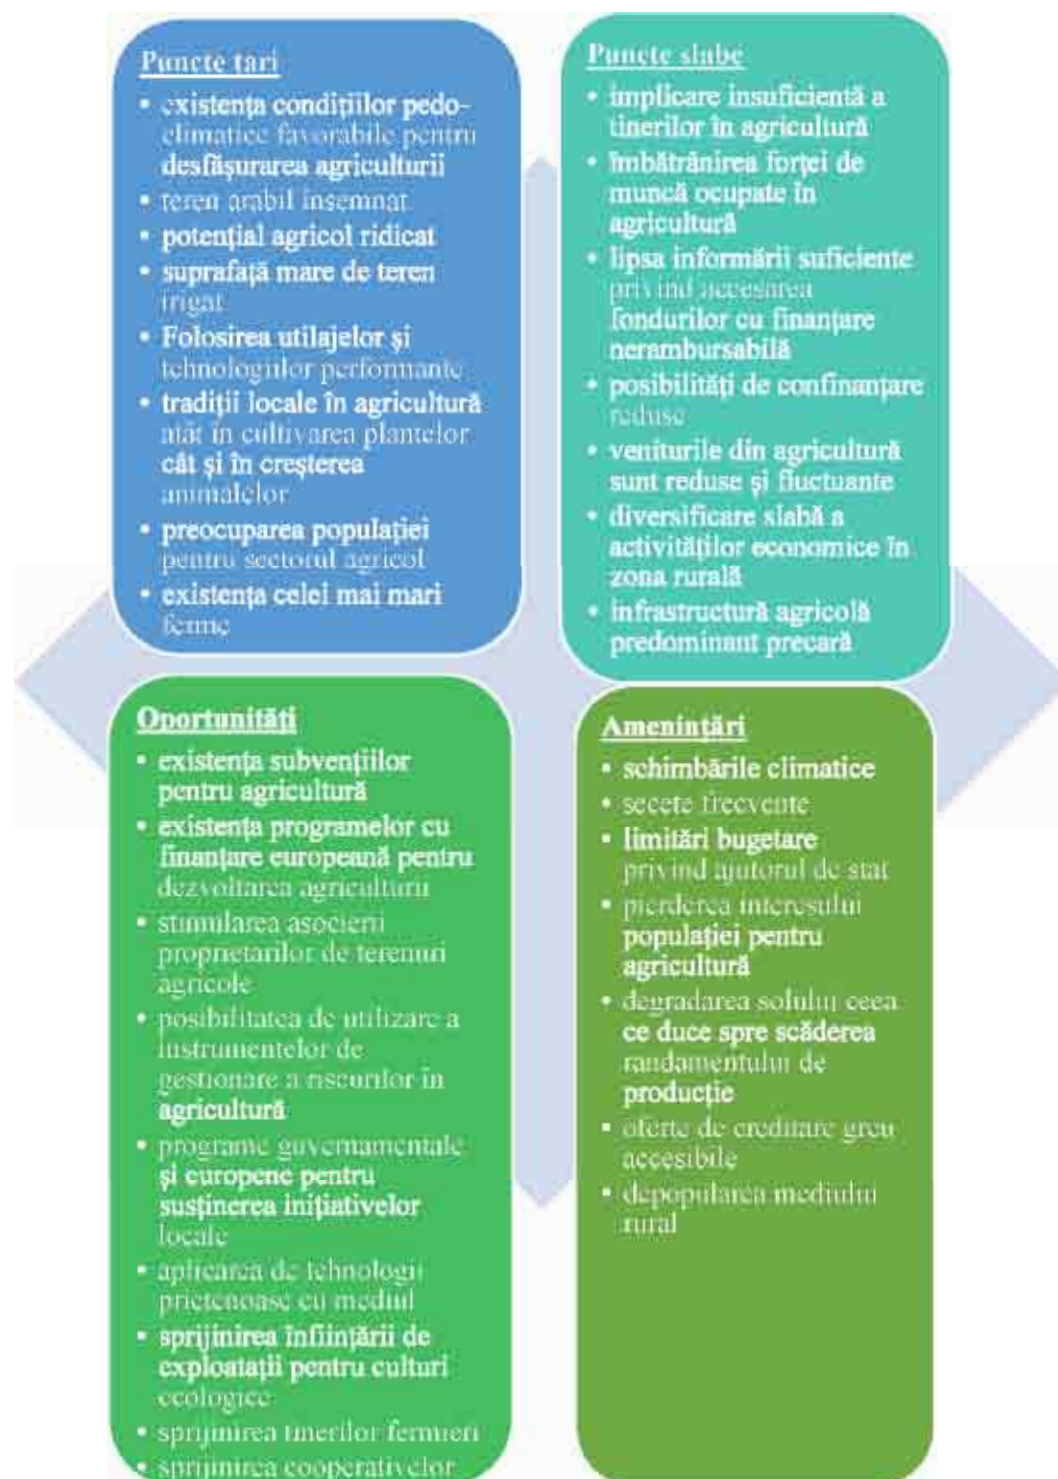 Puncte tari
• existența condițiilor pedo-
climatice favorabile pentru
desfășurarea agriculturii
• teren arabil insemnat
• potențial agricol ridicat
• suprafață mare de teren
irigat
• Folosirea utilajelor și
tehnologiilor performante
• tradiții locale în agricultură
atât în cultivarea plantelor
cât și în creșterea
animalelor
• preocuparea populației
pentru sectorul agricol
• existența celei mai mari
ferme
Puncte slabe
• implicare insuficientă a
tinerilor în agricultură
• îmbătrânirea forței de
muncă ocupate în
agricultură
• lipsa informării suficiente
privind accesarea
fondurilor cu finanțare
nerambursabilă
• posibilități de confinanțare
reduse
• veniturile din agricultură
sunt reduse și fluctuante
• diversificare slabă a
activităților economice în
zona rurală
• infrastructură agricolă
predominant precară
Oportunități
• existența subvențiilor
pentru agricultură
• existența programelor cu
finanțare europeană pentru
dezvoltarea agriculturii
• stimularea asocierii
proprietarilor de terenuri
agricole
• posibilitatea de utilizare a
instrumentelor de
gestionare a riscurilor în
agricultură
• programe guvernamentale
și europene pentru
susținerea inițiativelor
locale
• aplicarea de tehnologii
prietenoase cu mediul
• sprijinirea înființării de
exploatații pentru culturi
ecologice
• sprijinirea tinerilor fermieri
• sprijinirea cooperativelor
Amenințări
• schimbările climatice
• secete frecvente
• limitări bugetare
privind ajutorul de stat
• pierderea interesului
populației pentru
agricultură
• degradarea solului ceea
ce duce spre scăderea
randamentului de
producție
• oferte de creditare greu
accesibile
• depopularea mediului
rural